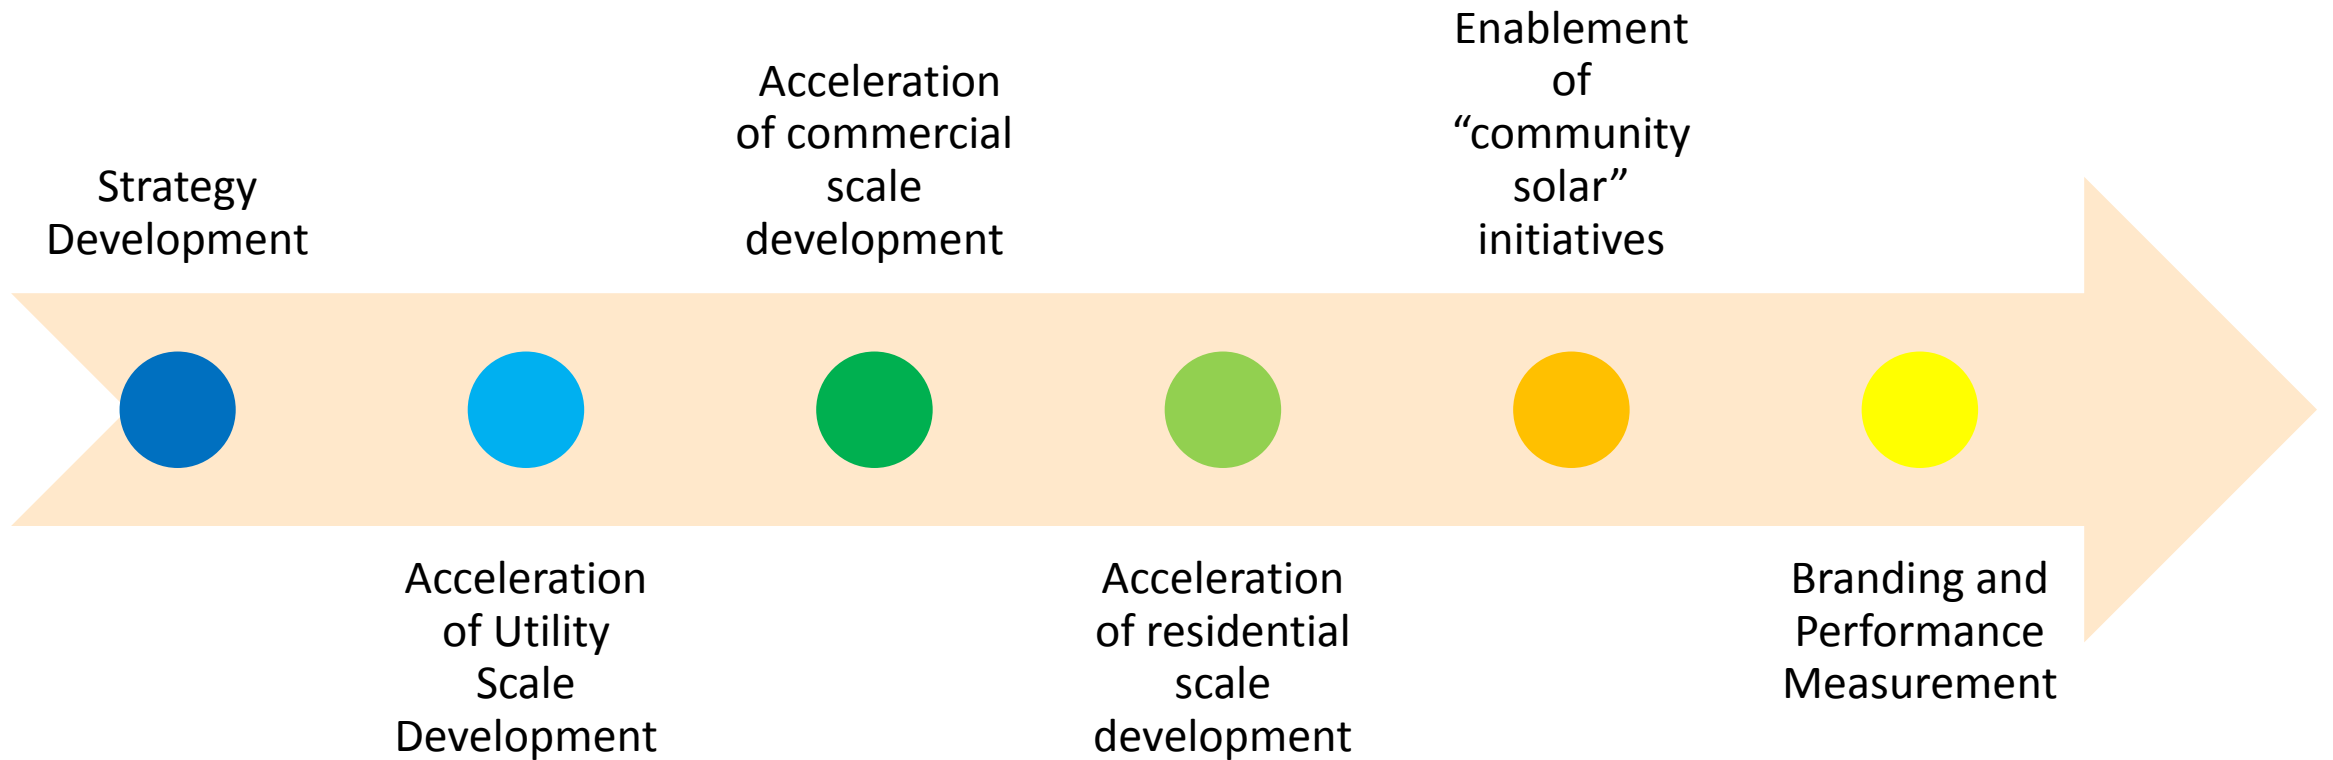 Strategy
Development
Acceleration
of Utility
Scale
Development
Acceleration
of commercial
scale
development
Acceleration
of residential
scale
development
Enablement
of
“community
solar”
initiatives
Branding and
Performance
Measurement